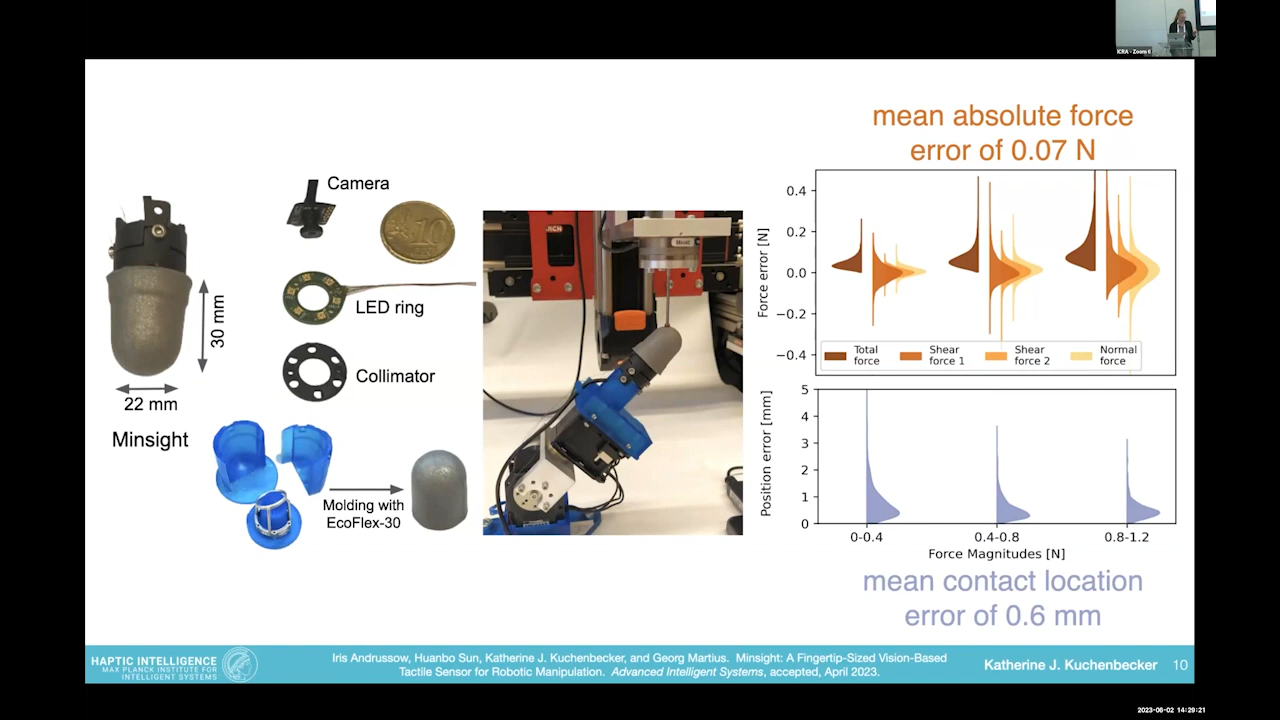 ICRA - Zoom 6
mean absolute force
error of 0.07 N
Camera
10
LED ring
Collimator
30 mm
22 mm
Minsight
Molding with
EcoFlex-30
Force error [N]
0.4
0.2
0.0
−0.2
−0.4
Total force
Shear force 1
Shear force 2
Normal force
Position error [mm]
5
4
3
2
1
0
0-0.4
0.4-0.8
0.8-1.2
Force Magnitudes [N]
mean contact location
error of 0.6 mm
HAPTIC INTELLIGENCE
MAX PLANCK INSTITUTE FOR
INTELLIGENT SYSTEMS
Iris Andrussow, Huanbo Sun, Katherine J. Kuchenbecker, and Georg Martius. Minsight: A Fingertip-Sized Vision-Based
Tactile Sensor for Robotic Manipulation. Advanced Intelligent Systems, accepted, April 2023.
Katherine J. Kuchenbecker 10
2023-06-02 14:29:21